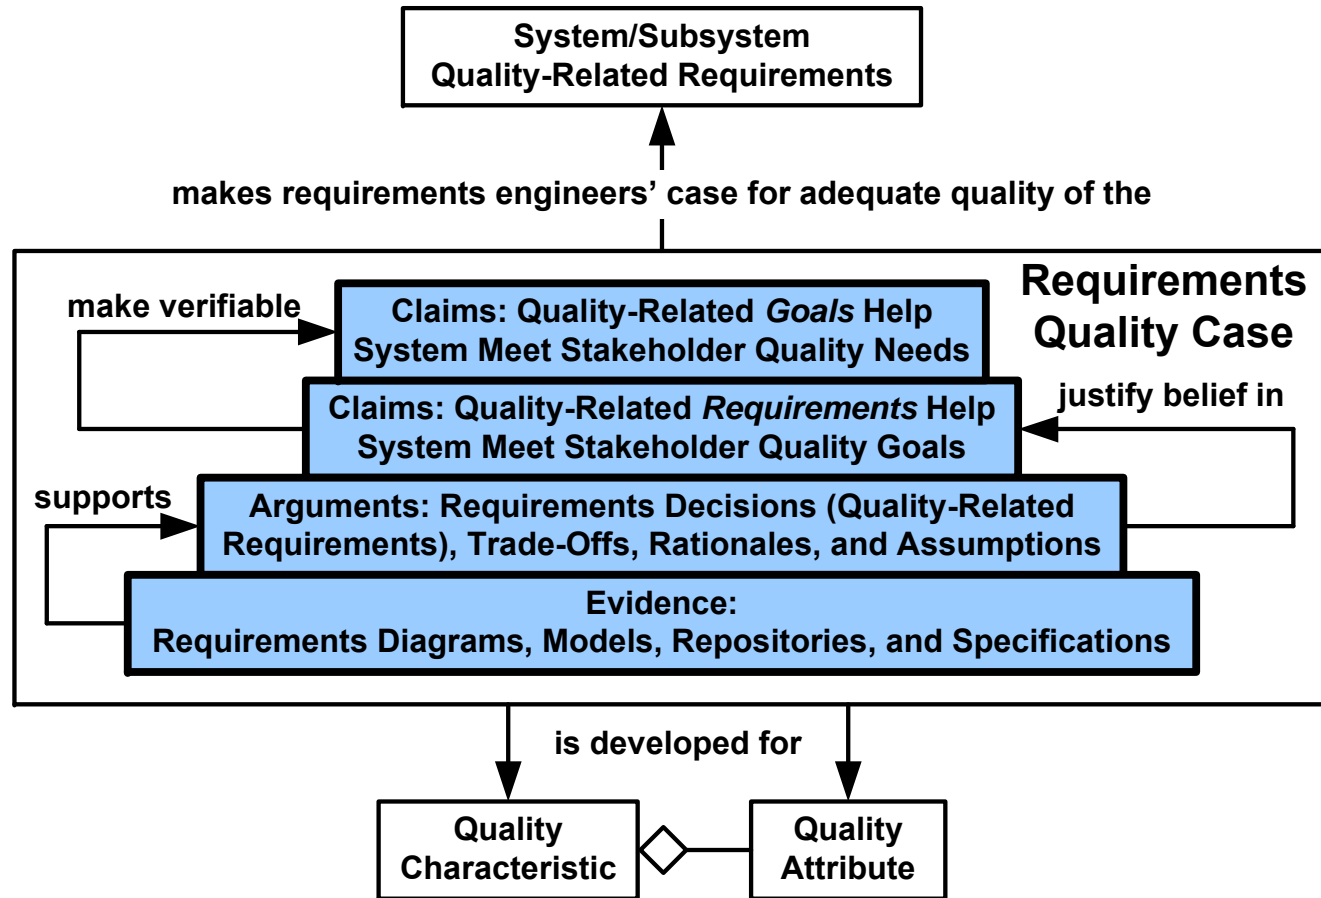 System/Subsystem
Quality-Related Requirements
makes requirements engineers’ case for adequate quality of the
Requirements
Quality Case
make verifiable
Claims: Quality-Related Goals Help
System Meet Stakeholder Quality Needs
justify belief in
Claims: Quality-Related Requirements Help
System Meet Stakeholder Quality Goals
supports
Arguments: Requirements Decisions (Quality-Related
Requirements), Trade-Offs, Rationales, and Assumptions
Evidence:
Requirements Diagrams, Models, Repositories, and Specifications
is developed for
Quality
Characteristic
Quality
Attribute